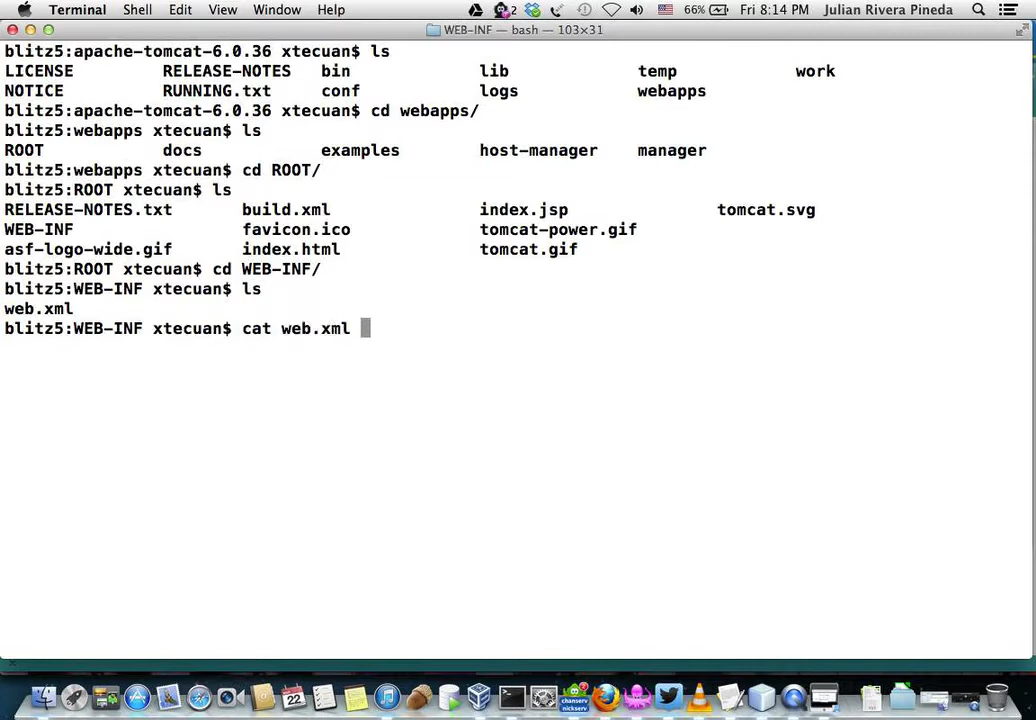 Terminal Shell Edit View Window Help 2 66% Fri 8:14 PM Julian Rivera Pineda
WEB-INF — bash — 103×31
blitz5:apache-tomcat-6.0.36 xtecuan$ ls
LICENSE RELEASE-NOTES bin lib temp work
NOTICE RUNNING.txt conf logs webapps
blitz5:apache-tomcat-6.0.36 xtecuan$ cd webapps/
blitz5:webapps xtecuan$ ls
ROOT docs examples host-manager manager
blitz5:webapps xtecuan$ cd ROOT/
blitz5:ROOT xtecuan$ ls
RELEASE-NOTES.txt build.xml index.jsp tomcat.svg
WEB-INF favicon.ico tomcat-power.gif
asf-logo-wide.gif index.html tomcat.gif
blitz5:ROOT xtecuan$ cd WEB-INF/
blitz5:WEB-INF xtecuan$ ls
web.xml
blitz5:WEB-INF xtecuan$ cat web.xml
22
chanserv
nickserv